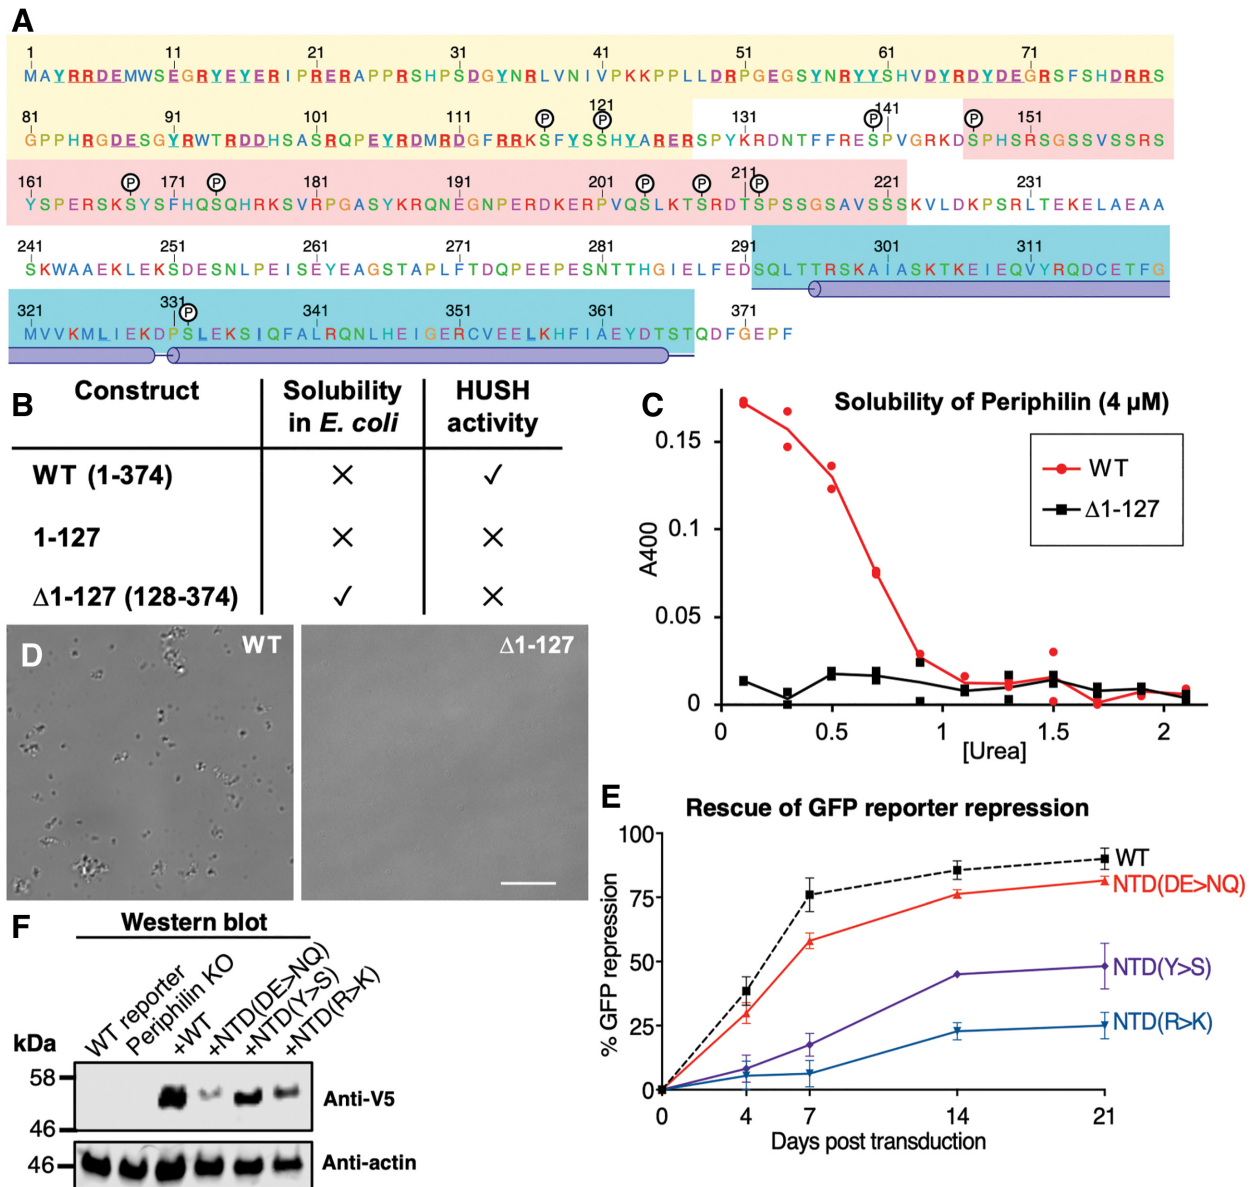 A
1 11 21 31 41 51 61 71
MAYRRDEMWSEGRYEYERIPRERAPPRSHPSDGYNRLVNIVPKKPPLLDRPGEGSYNRYYSHVDYRDYDEGRSFSHDRRS
81 91 101 111 P 121 P 131 P 141 P 151
GPPHRGDESGYRWTRDDHSASRQPEYRDMRDGFRRKSFYSSHYARERSPYKRDNTFFRESPVGRKDSPHSRSGSSVSSRS
161 P 171 P 181 191 201 P P 211 P 221 231
YSPERSKSYSFHQSQHRKSVRPGASYKRQNEGNPERDKERPVQSLKTSRDTSPSSGSAVSSSKVLDKPSRLTEKELAEAA
241 251 261 271 281 291 301 311
SKWAAEKLEKSDESNLPEISEYEAGSTAPLFTDQPEEPESNTTHGIELFEDSQLTTRSKAIASKTKEIEQVYRQDCETFG
321 331 P 341 351 361 371
MVVKMLIEKDPSLEKSIQFALRQNLHEIGERCVEELKHFIAEYDTSTQDFGEPF
B
Construct Solubility in E. coli HUSH activity
WT (1-374) ✕ ✓
1-127 ✕ ✕
Δ1-127 (128-374) ✓ ✕
C
Solubility of Periphilin (4 µM)
WT
Δ1-127
A400
0.15
0.1
0.05
0
0 0.5 1 1.5 2
[Urea]
D
WT
Δ1-127
E
Rescue of GFP reporter repression
% GFP repression
100
75
50
25
0
WT
NTD(DE>NQ)
NTD(Y>S)
NTD(R>K)
0 4 7 14 21
Days post transduction
F
Western blot
WT reporter
Periphilin KO
+WT
+NTD(DE>NQ)
+NTD(Y>S)
+NTD(R>K)
kDa
58
Anti-V5
46
46 Anti-actin